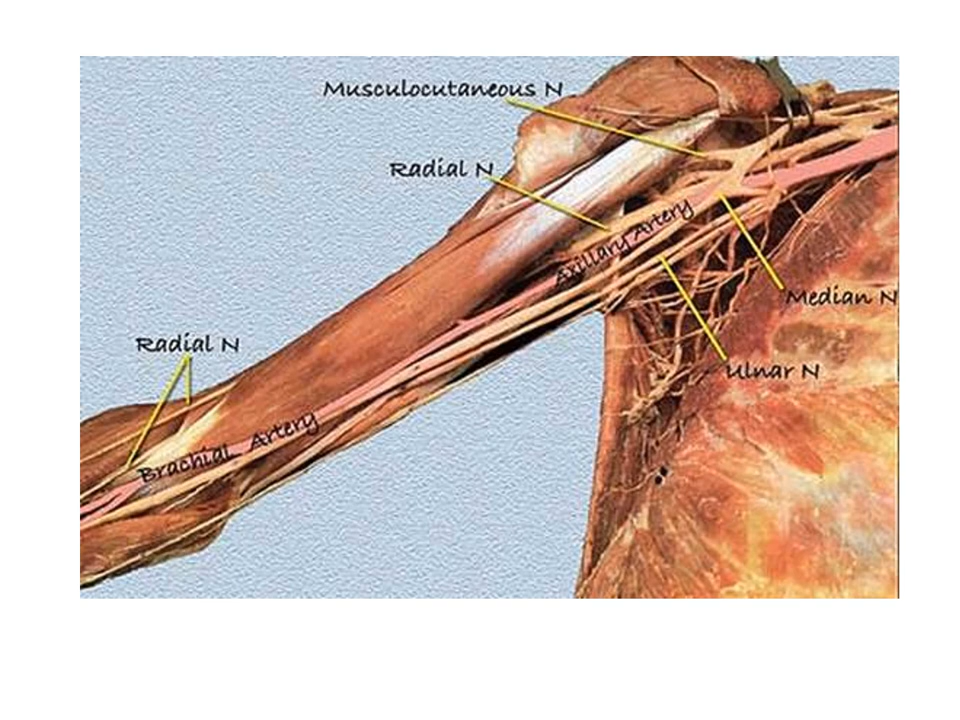 Musculocutaneous N
Radial N
Axillary Artery
Median N
Ulnar N
Radial N
Brachial Artery